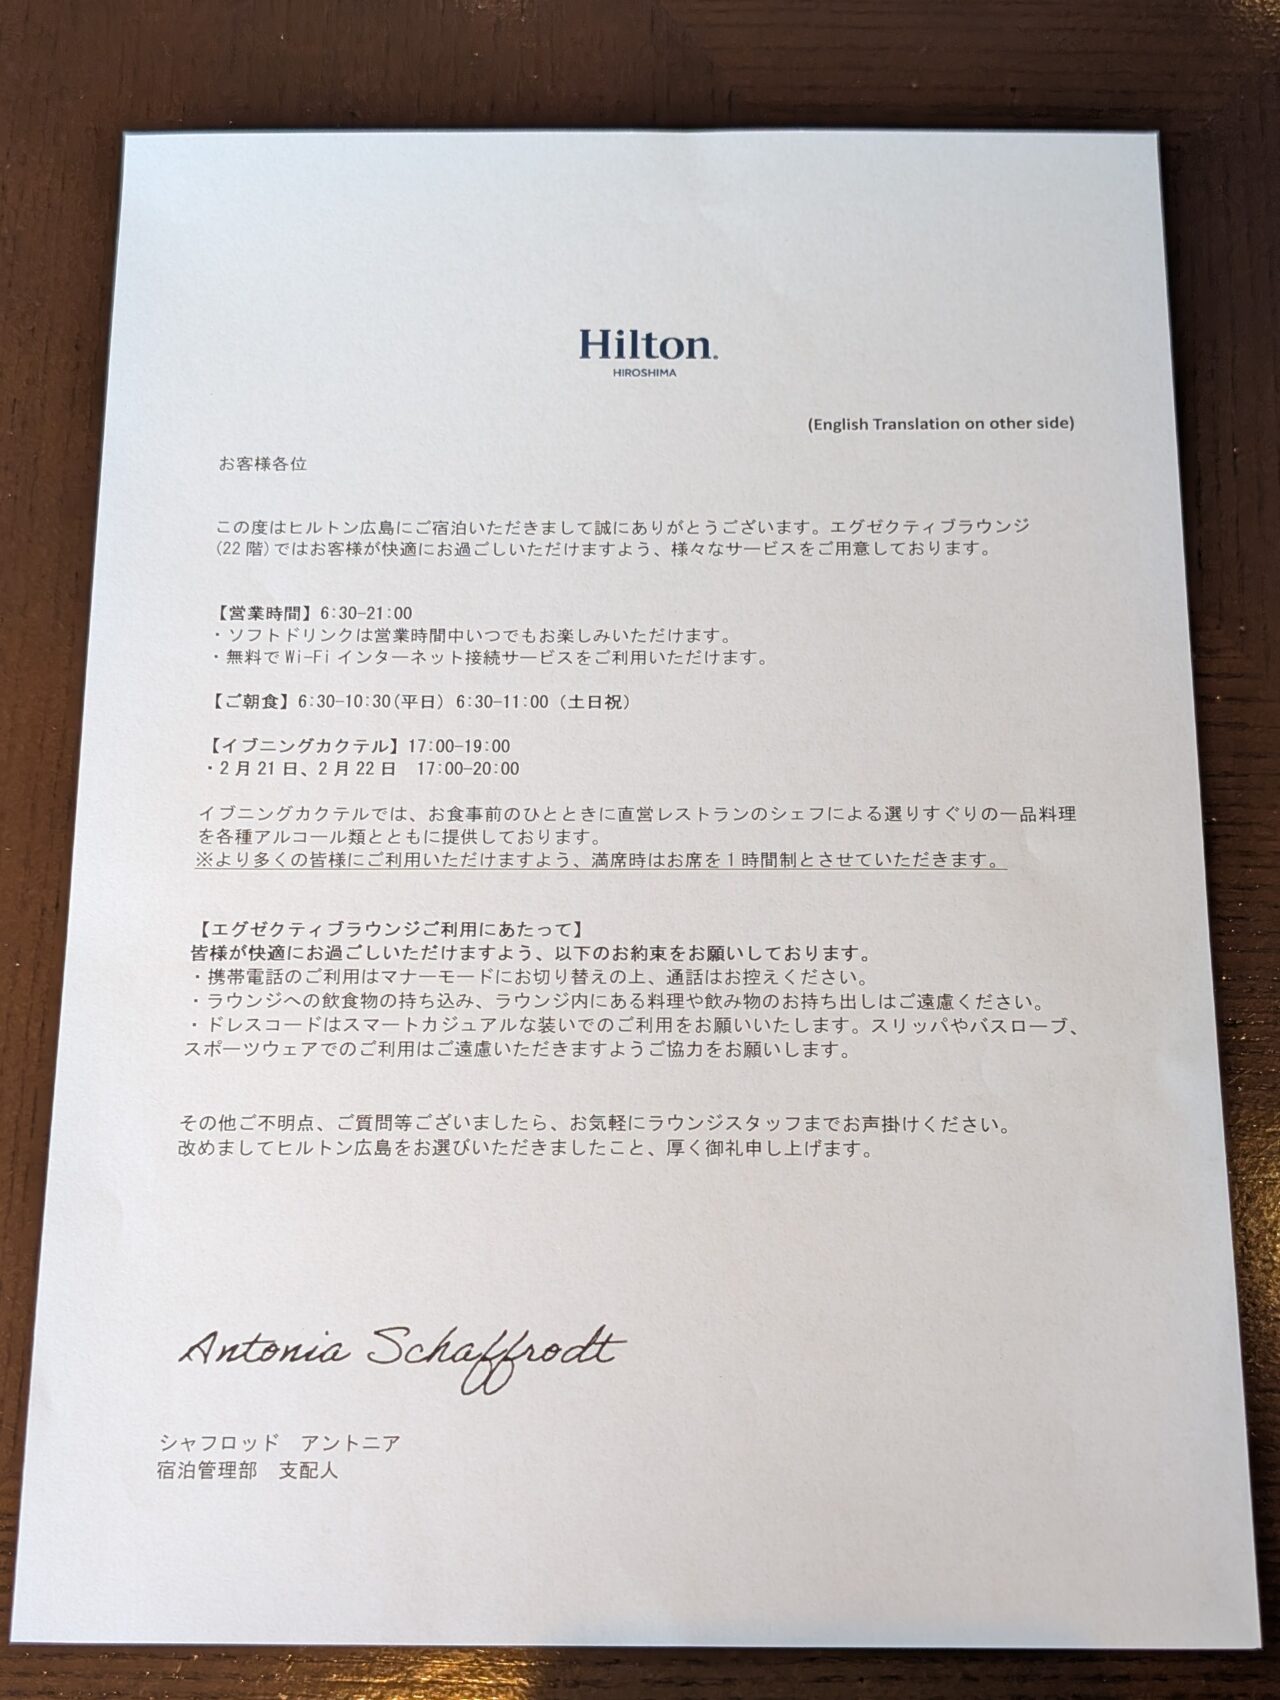 Hilton
HIROSHIMA
(English Translation on other side)
お客様各位
この度はヒルトン広島にご宿泊いただきまして誠にありがとうございます。エグゼクティブラウンジ
(22 階)ではお客様が快適にお過ごしいただけますよう、様々なサービスをご用意しております。
【営業時間】6:30-21:00
・ソフトドリンクは営業時間中いつでもお楽しみいただけます。
・無料で Wi-Fi インターネット接続サービスをご利用いただけます。
【ご朝食】6:30-10:30(平日) 6:30-11:00 (土日祝)
【イブニングカクテル】17:00-19:00
・2 月 21 日、2 月 22 日　17:00-20:00
イブニングカクテルでは、お食事前のひとときに直営レストランのシェフによる選りすぐりの一品料理
を各種アルコール類とともに提供しております。
※より多くの皆様にご利用いただけますよう、満席時はお席を 1 時間制とさせていただきます。
【エグゼクティブラウンジご利用にあたって】
皆様が快適にお過ごしいただけますよう、以下のお約束をお願いしております。
・携帯電話のご利用はマナーモードにお切り替えの上、通話はお控えください。
・ラウンジへの飲食物の持ち込み、ラウンジ内にある料理や飲み物のお持ち出しはご遠慮ください。
・ドレスコードはスマートカジュアルな装いでのご利用をお願いいたします。スリッパやバスローブ、
スポーツウェアでのご利用はご遠慮いただきますようご協力をお願いします。
その他ご不明点、ご質問等ございましたら、お気軽にラウンジスタッフまでお声掛けください。
改めましてヒルトン広島をお選びいただきましたこと、厚く御礼申し上げます。
Antonia Schaffrodt
シャフロッド　アントニア
宿泊管理部　支配人